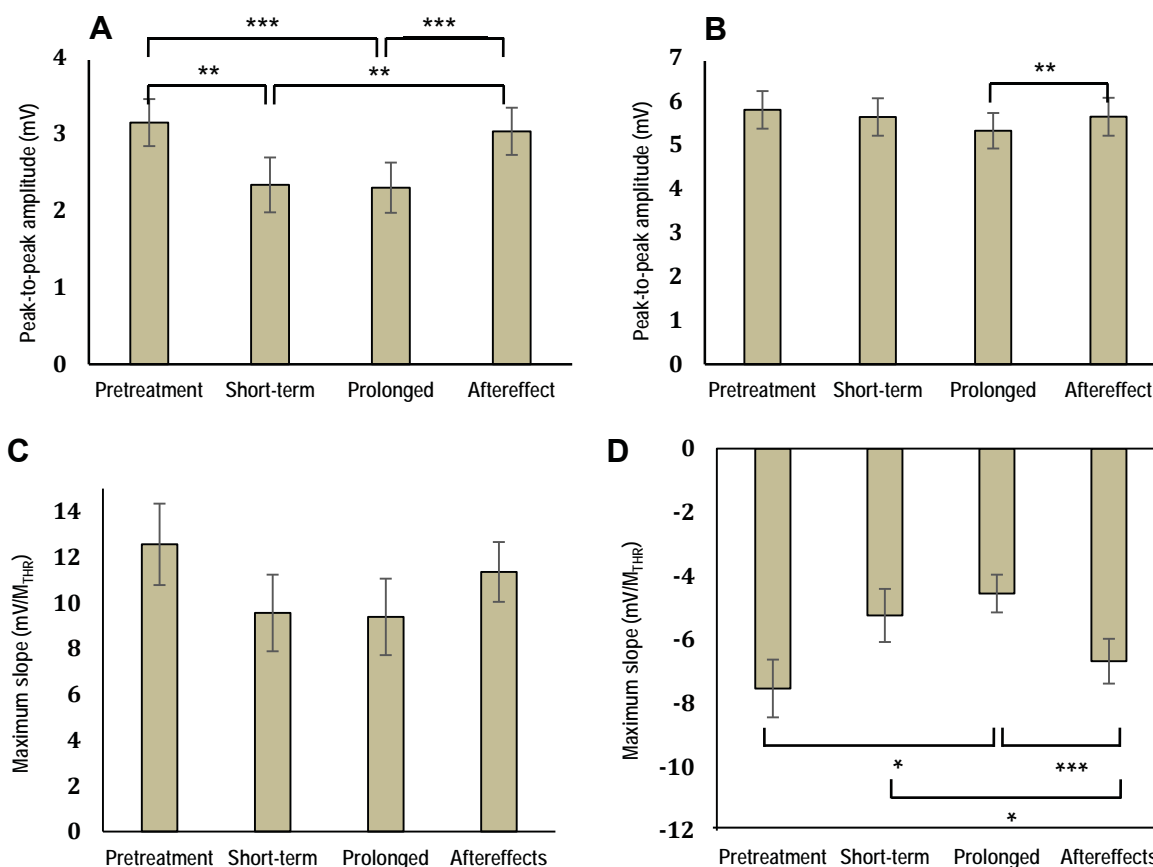 A
*** ***
** **
4
3
2
1
0
Peak-to-peak amplitude (mV)
Pretreatment Short-term Prolonged Aftereffect
B
**
7
6
5
4
3
2
1
0
Peak-to-peak amplitude (mV)
Pretreatment Short-term Prolonged Aftereffect
C
14
12
10
8
6
4
2
0
Maximum slope (mV/MTHR)
Pretreatment Short-term Prolonged Aftereffects
D
0
-2
-4
-6
-8
-10
-12
Maximum slope (mV/MTHR)
* ***
*
Pretreatment Short-term Prolonged Aftereffects